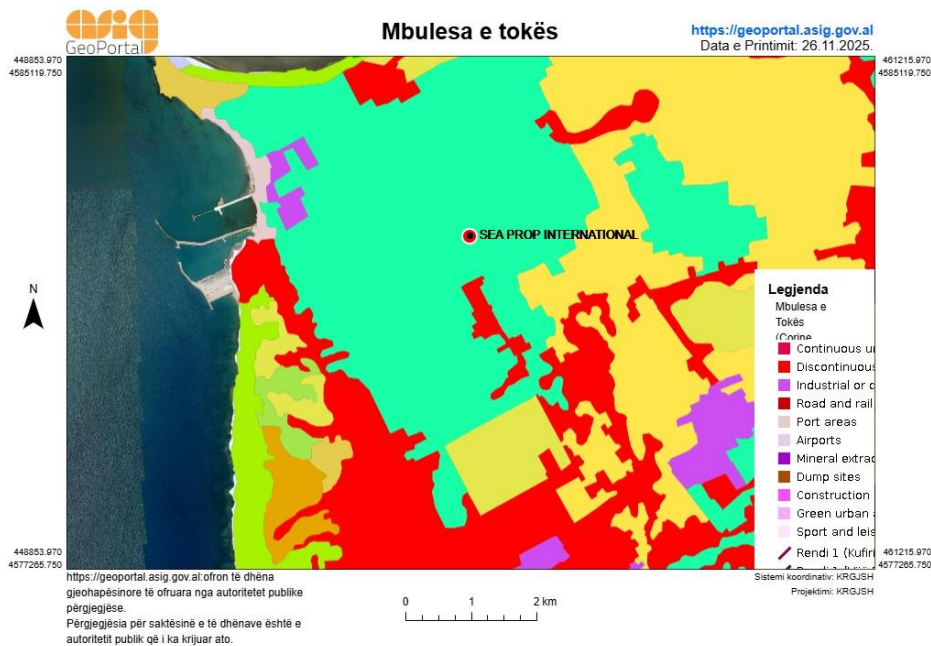 asig
GeoPortal
Mbulesa e tokës
https://geoportal.asig.gov.al
Data e Printimit: 26.11.2025.
448853.970
4585119.750
461215.970
4585119.750
SEA PROP INTERNATIONAL
N
Legjenda
Mbulesa e
Tokës
(Corine
Continuous ur
Discontinuous
Industrial or c
Road and rail
Port areas
Airports
Mineral extrac
Dump sites
Construction
Green urban a
Sport and leis
Rendi 1 (Kufiri
448853.970
4577265.750
461215.970
4577265.750
https://geoportal.asig.gov.al:ofron të dhëna
gjeohapësinore të ofruara nga autoritetet publike
përgjegjëse.
Përgjegjësia për saktësinë e të dhënave është e
autoritetit publik që i ka krijuar ato.
0 1 2 km
Sistemi koordinativ: KRGJSH
Projektimi: KRGJSH